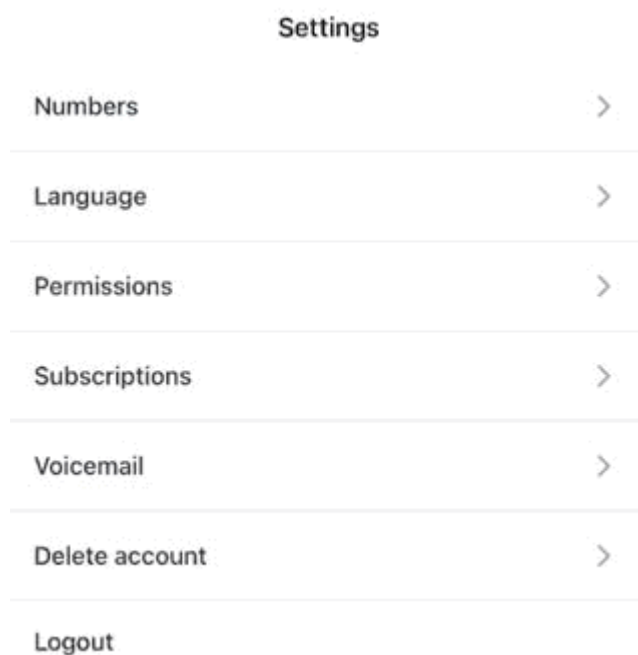 Settings
Numbers
Language
Permissions
Subscriptions
Voicemail
Delete account
Logout